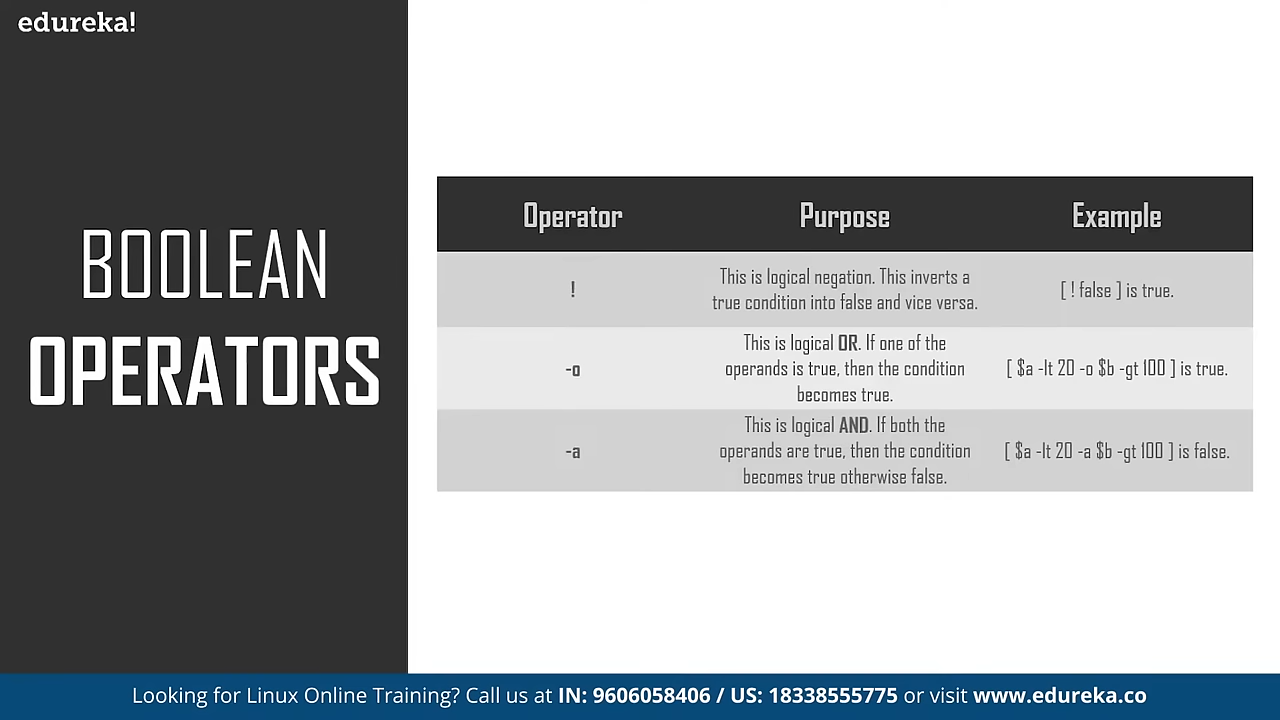 edureka!
BOOLEAN
OPERATORS
Operator Purpose Example
! This is logical negation. This inverts a true condition into false and vice versa. [ ! false ] is true.
-o This is logical OR. If one of the operands is true, then the condition becomes true. [ $a -lt 20 -o $b -gt 100 ] is true.
-a This is logical AND. If both the operands are true, then the condition becomes true otherwise false. [ $a -lt 20 -a $b -gt 100 ] is false.
Looking for Linux Online Training? Call us at IN: 9606058406 / US: 18338555775 or visit www.edureka.co